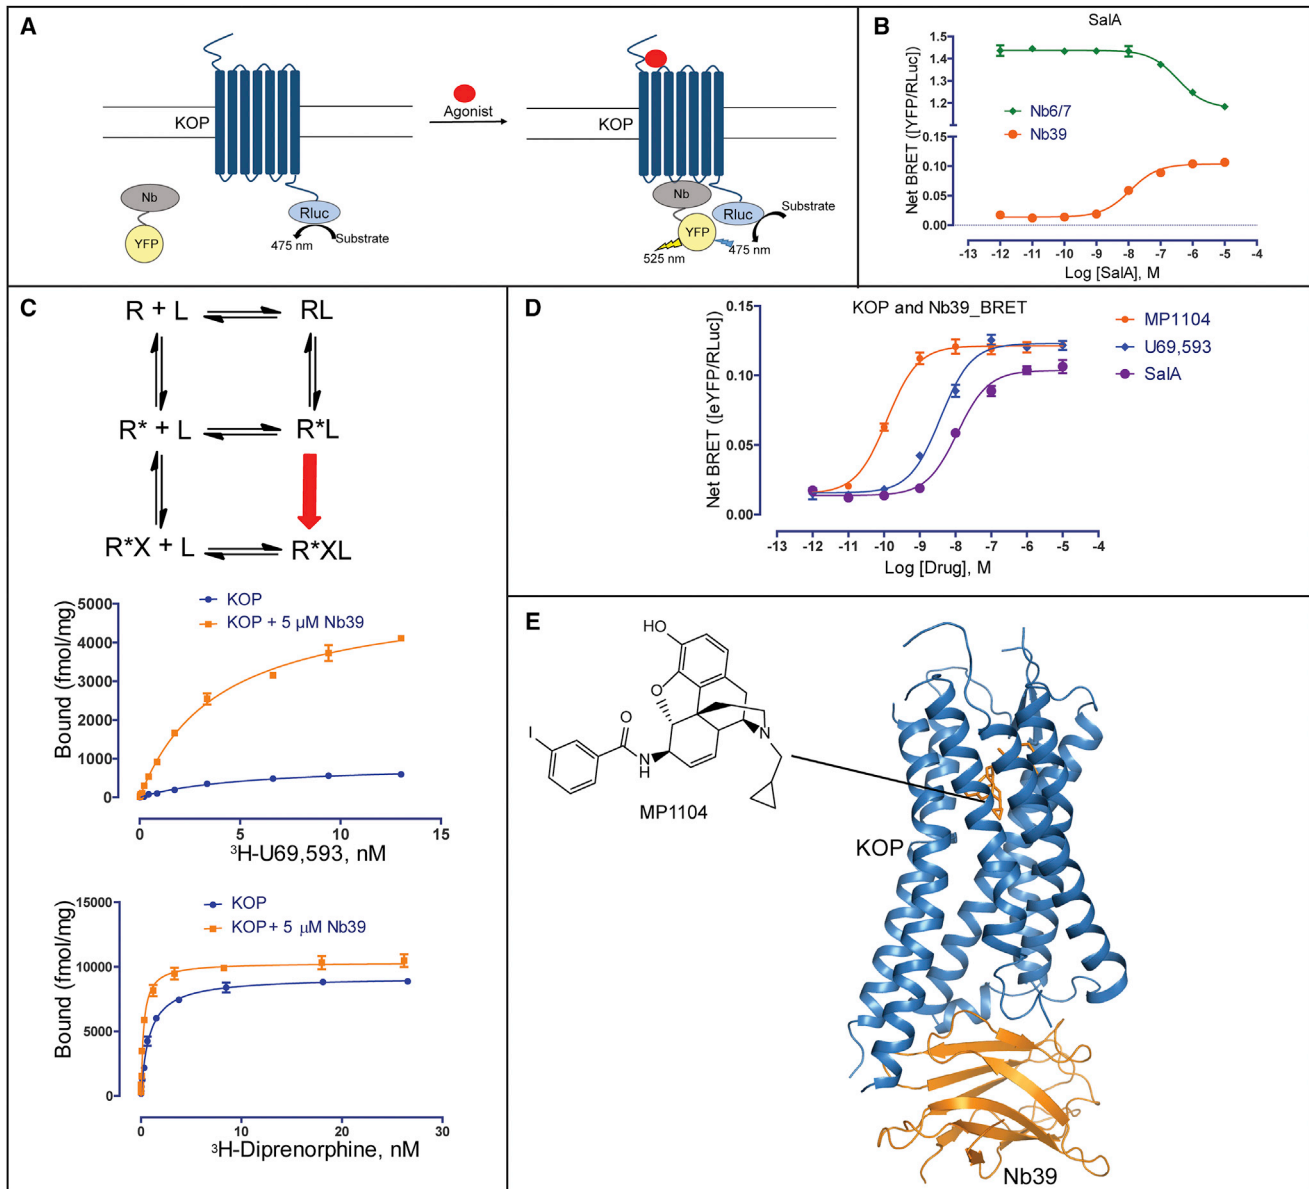 A
KOP
Nb
YFP
Rluc
475 nm
Substrate
Agonist
KOP
Nb
Rluc
YFP
Substrate
525 nm
475 nm
B
SalA
Net BRET ([YFP/RLuc])
1.5
1.4
1.3
1.2
0.15
0.10
0.05
0.00
Nb6/7
Nb39
-13 -12 -11 -10 -9 -8 -7 -6 -5 -4
Log [SalA], M
C
R + L RL
R* + L R*L
R*X + L R*XL
KOP
KOP + 5 µM Nb39
Bound (fmol/mg)
5000
4000
3000
2000
1000
0
0 5 10 15
³H-U69,593, nM
KOP
KOP + 5 µM Nb39
Bound (fmol/mg)
15000
10000
5000
0
0 10 20 30
³H-Diprenorphine, nM
D
KOP and Nb39_BRET
Net BRET ([eYFP/RLuc])
0.15
0.10
0.05
0.00
MP1104
U69,593
SalA
-13 -12 -11 -10 -9 -8 -7 -6 -5 -4
Log [Drug], M
E
HO
O
O
I
N
H
N
MP1104
KOP
Nb39